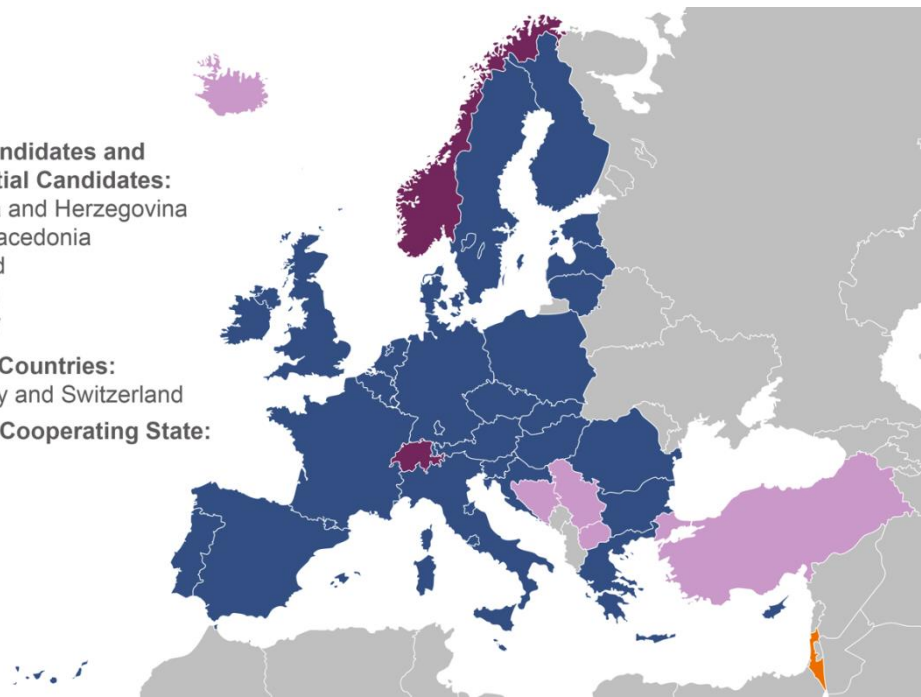 ndidates and
tial Candidates:
and Herzegovina
acedonia
d
Countries:
y and Switzerland
Cooperating State: